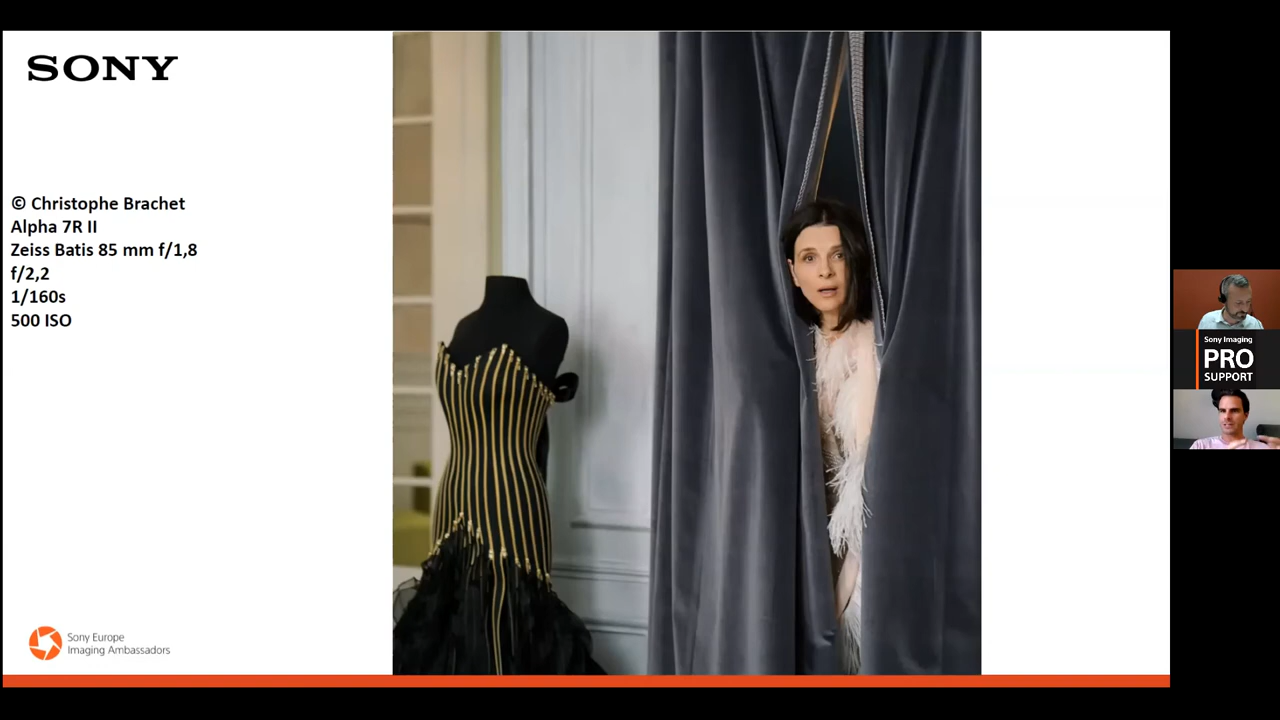 SONY
© Christophe Brachet
Alpha 7R II
Zeiss Batis 85 mm f/1,8
f/2,2
1/160s
500 ISO
Sony Europe
Imaging Ambassadors
Sony Imaging
PRO
SUPPORT